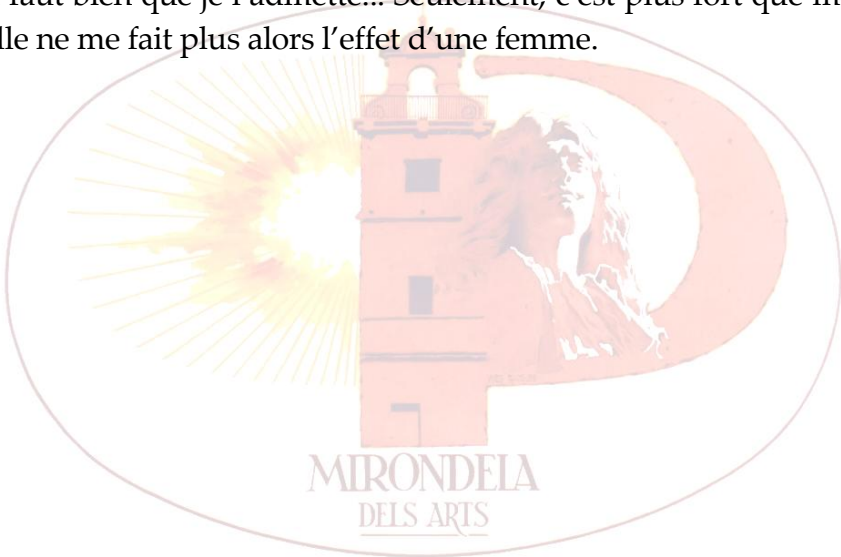 faut bien que je l'admette... Seulement, c'est plus fort que
lle ne me fait plus alors l'effet d'une femme.
MIRONDELA
DELS ARTS